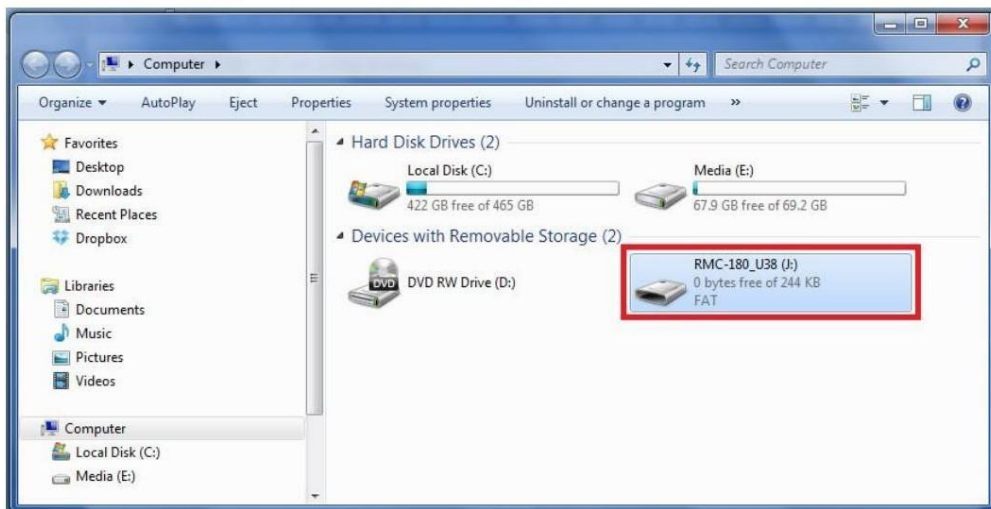 Computer
Search Computer
Organize AutoPlay Eject Properties System properties Uninstall or change a program »
Favorites
Desktop
Downloads
Recent Places
Dropbox
Libraries
Documents
Music
Pictures
Videos
Computer
Local Disk (C:)
Media (E:)
Hard Disk Drives (2)
Local Disk (C:)
422 GB free of 465 GB
Media (E:)
67.9 GB free of 69.2 GB
Devices with Removable Storage (2)
DVD
DVD RW Drive (D:)
RMC-180_U38 (J:)
0 bytes free of 244 KB
FAT